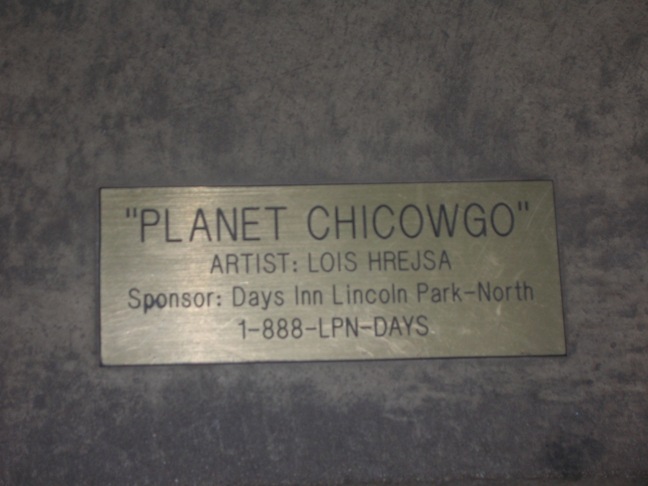 "PLANET CHICOWGO"
ARTIST: LOIS HREJSA
Sponsor: Days Inn Lincoln Park-North
1-888-LPN-DAYS